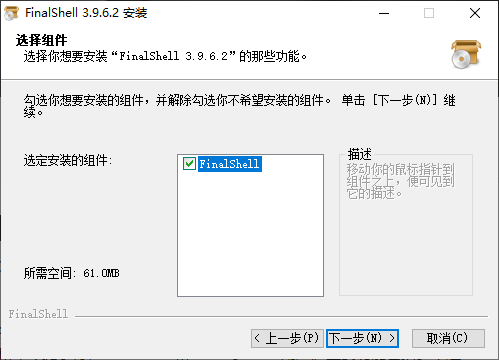 FinalShell 3.9.6.2 安装
选择组件
选择你想要安装“FinalShell 3.9.6.2”的那些功能。
勾选你想要安装的组件，并解除勾选你不希望安装的组件。 单击 [下一步(N)] 继
续。
选定安装的组件:
FinalShell
描述
移动你的鼠标指针到
组件之上，便可见到
它的描述。
所需空间: 61.0MB
FinalShell
< 上一步(P)
下一步(N) >
取消(C)